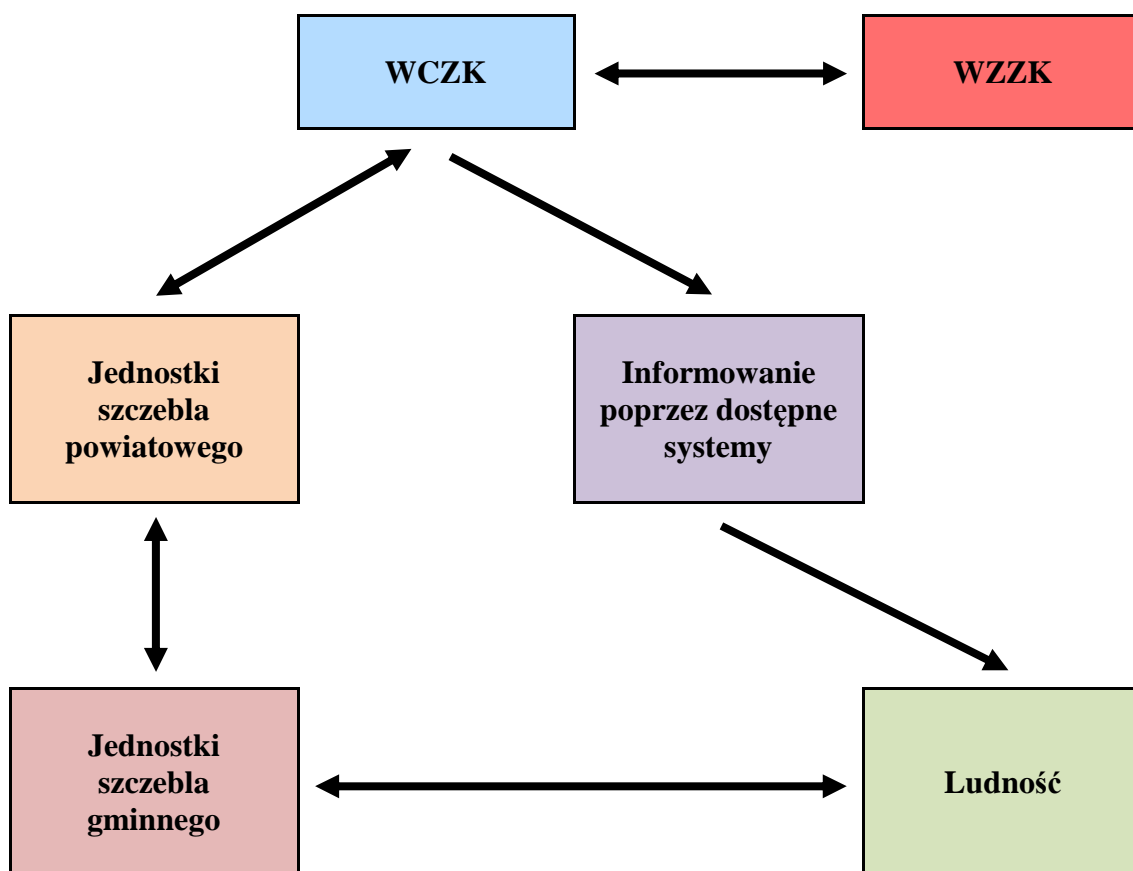 WCZK
WZZK
Jednostki
szczebla
powiatowego
Informowanie
poprzez dostępne
systemy
Jednostki
szczebla
gminnego
Ludność